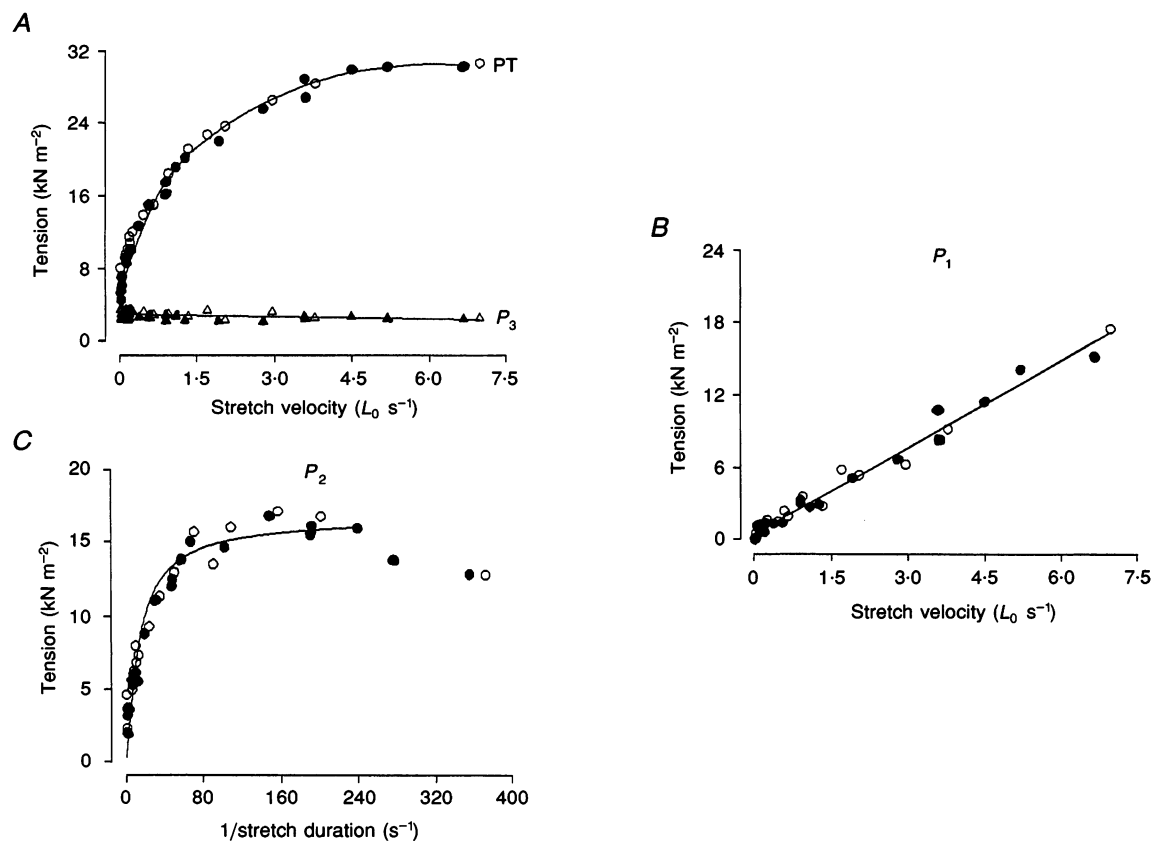 A
32
24
16
8
0
Tension (kN m⁻²)
PT
P₃
0 1·5 3·0 4·5 6·0 7·5
Stretch velocity (L₀ s⁻¹)
B
P₁
24
18
12
6
0
Tension (kN m⁻²)
0 1·5 3·0 4·5 6·0 7·5
Stretch velocity (L₀ s⁻¹)
C
P₂
20
15
10
5
0
Tension (kN m⁻²)
0 80 160 240 320 400
1/stretch duration (s⁻¹)